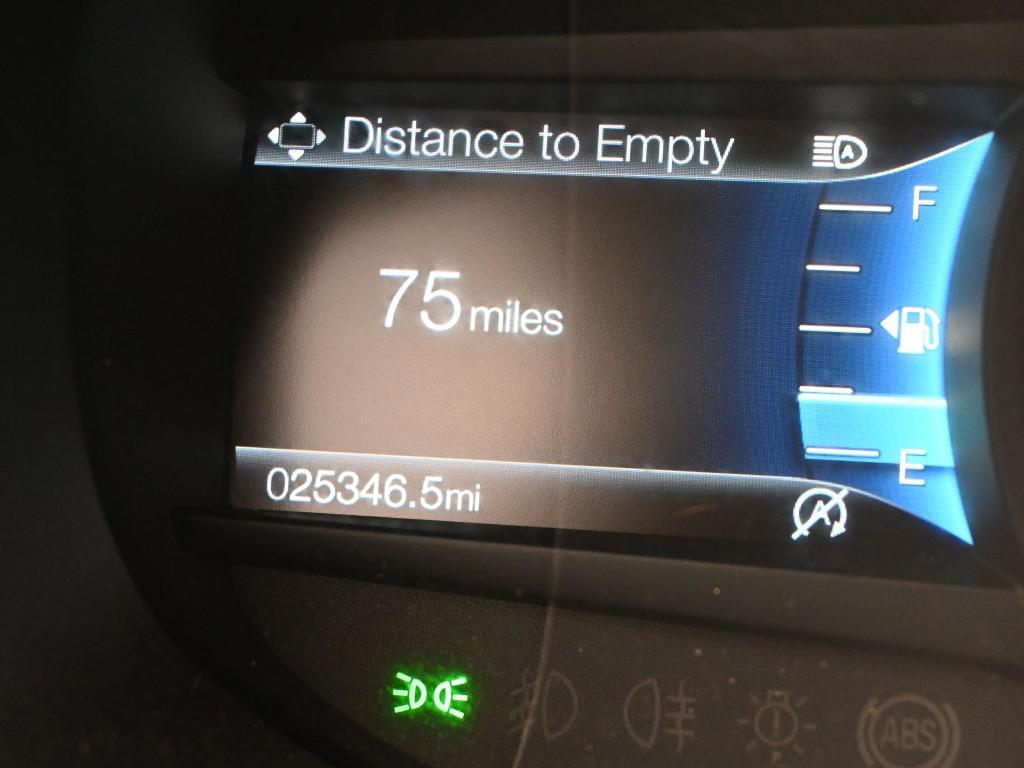 Distance to Empty
A
F
75 miles
E
025346.5mi
A
ABS